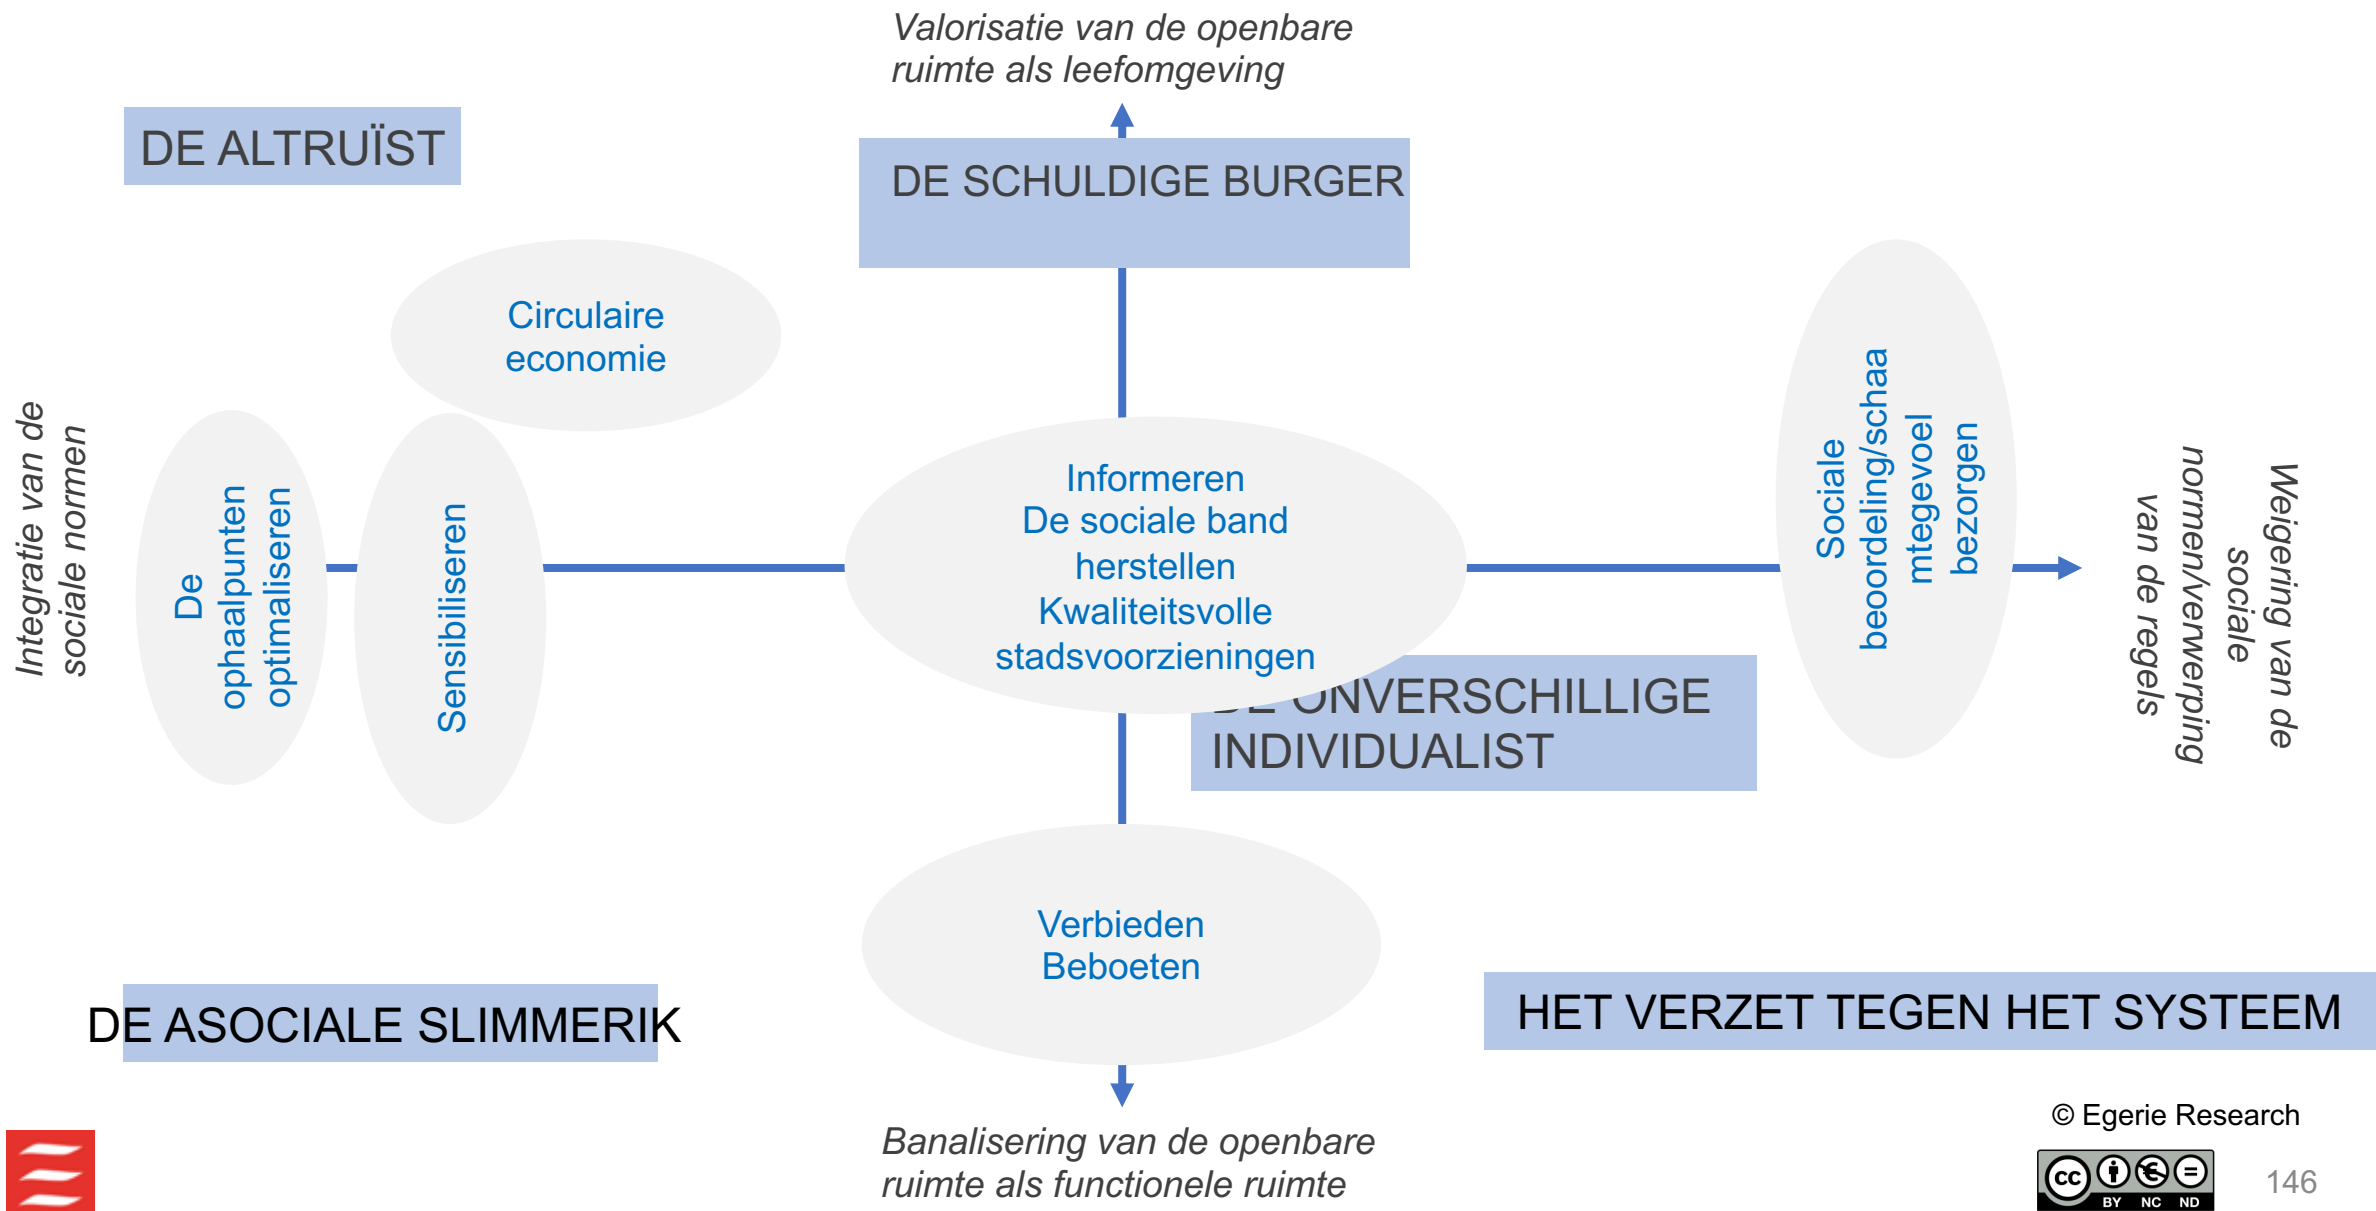 Valorisatie van de openbare
ruimte als leefomgeving
DE ALTRUÏST
DE SCHULDIGE BURGER
Circulaire
economie
Integratie van de
sociale normen
De
ophaalpunten
optimaliseren
Sensibiliseren
Informeren
De sociale band
herstellen
Kwaliteitsvolle
stadsvoorzieningen
Sociale
beoordeling/schaa
mtegevoel
bezorgen
Weigering van de
sociale
normen/verwerping
van de regels
DE ONVERSCHILLIGE
INDIVIDUALIST
Verbieden
Beboeten
DE ASOCIALE SLIMMERIK
HET VERZET TEGEN HET SYSTEEM
Banalisering van de openbare
ruimte als functionele ruimte
© Egerie Research
cc
BY NC ND
146